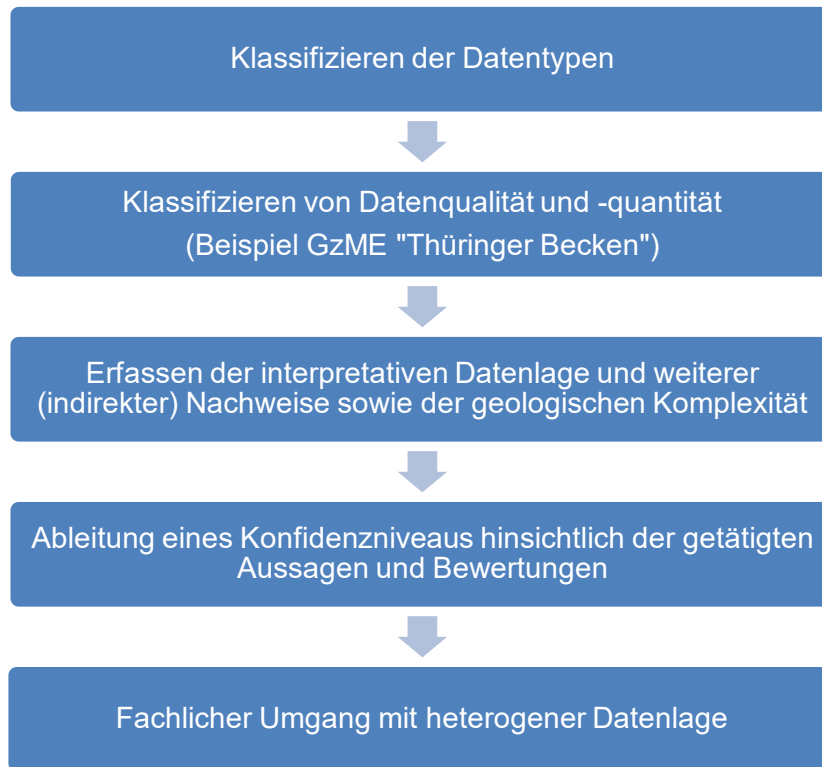 Klassifizieren der Datentypen
Klassifizieren von Datenqualität und -quantität
(Beispiel GzME "Thüringer Becken")
Erfassen der interpretativen Datenlage und weiterer
(indirekter) Nachweise sowie der geologischen Komplexität
Ableitung eines Konfidenzniveaus hinsichtlich der getätigten
Aussagen und Bewertungen
Fachlicher Umgang mit heterogener Datenlage